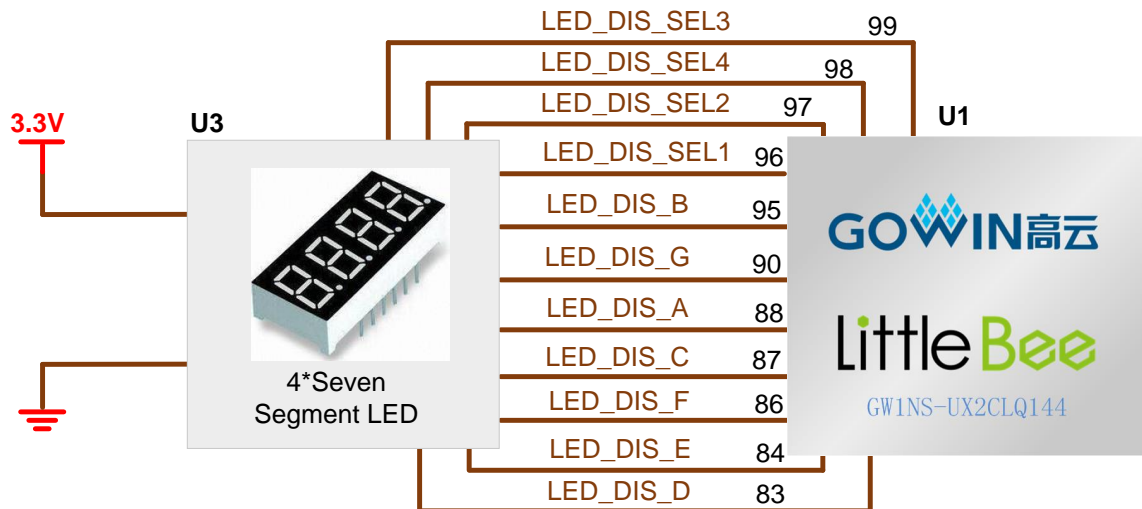 LED_DIS_SEL3 99
LED_DIS_SEL4 98
LED_DIS_SEL2 97
3.3V
U3
U1
LED_DIS_SEL1 96
LED_DIS_B 95
GOWIN高云
LED_DIS_G 90
LED_DIS_A 88
LittleBee
LED_DIS_C 87
4*Seven
Segment LED
LED_DIS_F 86
GW1NS-UX2CLQ144
LED_DIS_E 84
LED_DIS_D 83